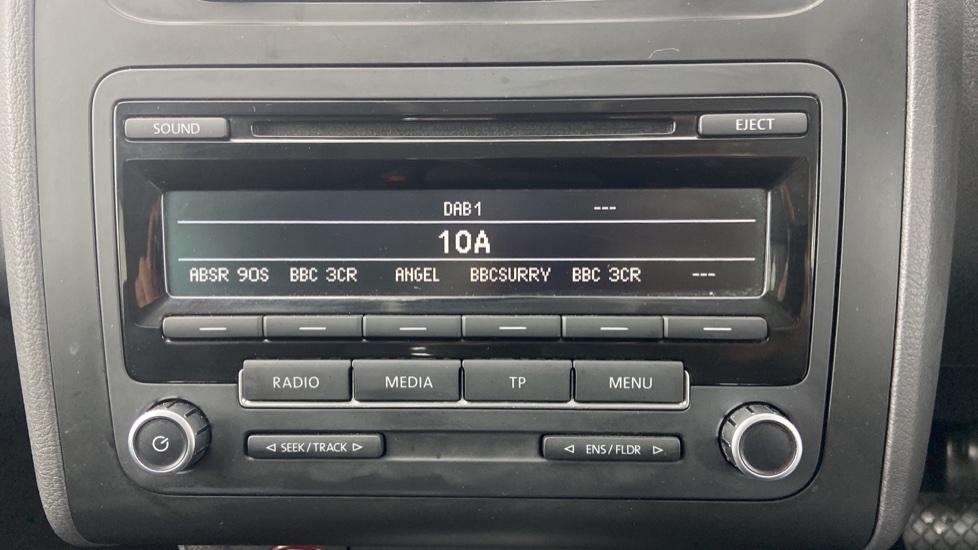 SOUND EJECT
DAB1 ---
10A
ABSR 90S BBC 3CR ANGEL BBCSURRY BBC 3CR ---
RADIO MEDIA TP MENU
SEEK/TRACK ENS/FLDR